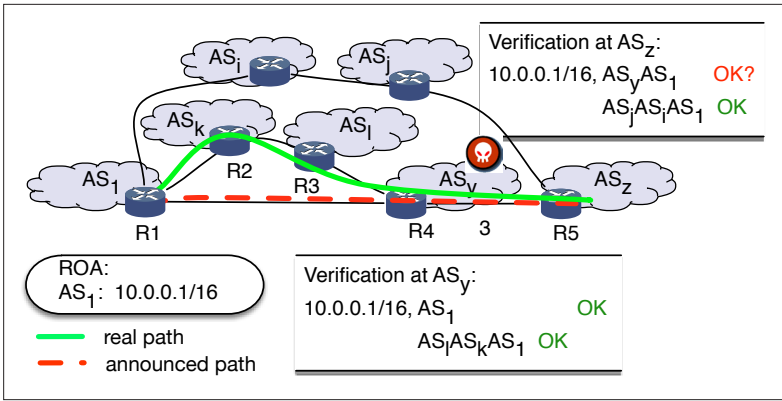 ASi
ASj
Verification at ASz:
10.0.0.1/16, ASyAS1 OK?
ASjASiAS1 OK
ASk
ASl
R2
R3
AS1
ASy
ASz
R1
R4
3
R5
ROA:
AS1: 10.0.0.1/16
real path
announced path
Verification at ASy:
10.0.0.1/16, AS1 OK
ASlASkAS1 OK